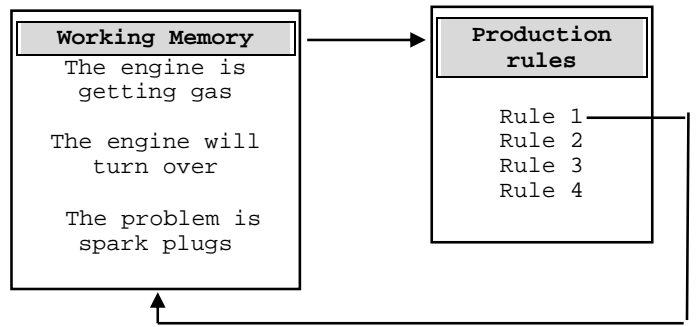 Working Memory
The engine is
getting gas
The engine will
turn over
The problem is
spark plugs
Production
rules
Rule 1
Rule 2
Rule 3
Rule 4